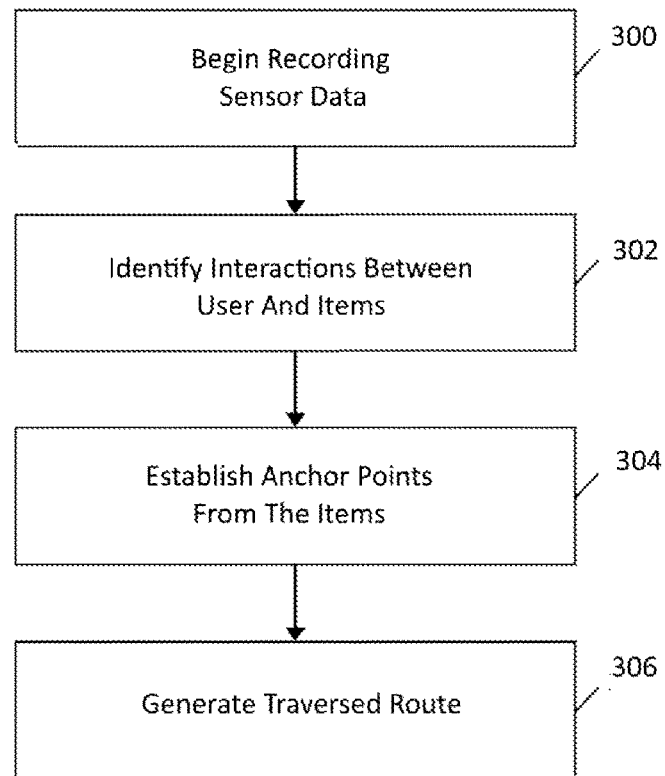 Begin Recording
Sensor Data
300
Identify Interactions Between
User And Items
302
Establish Anchor Points
From The Items
304
Generate Traversed Route
306